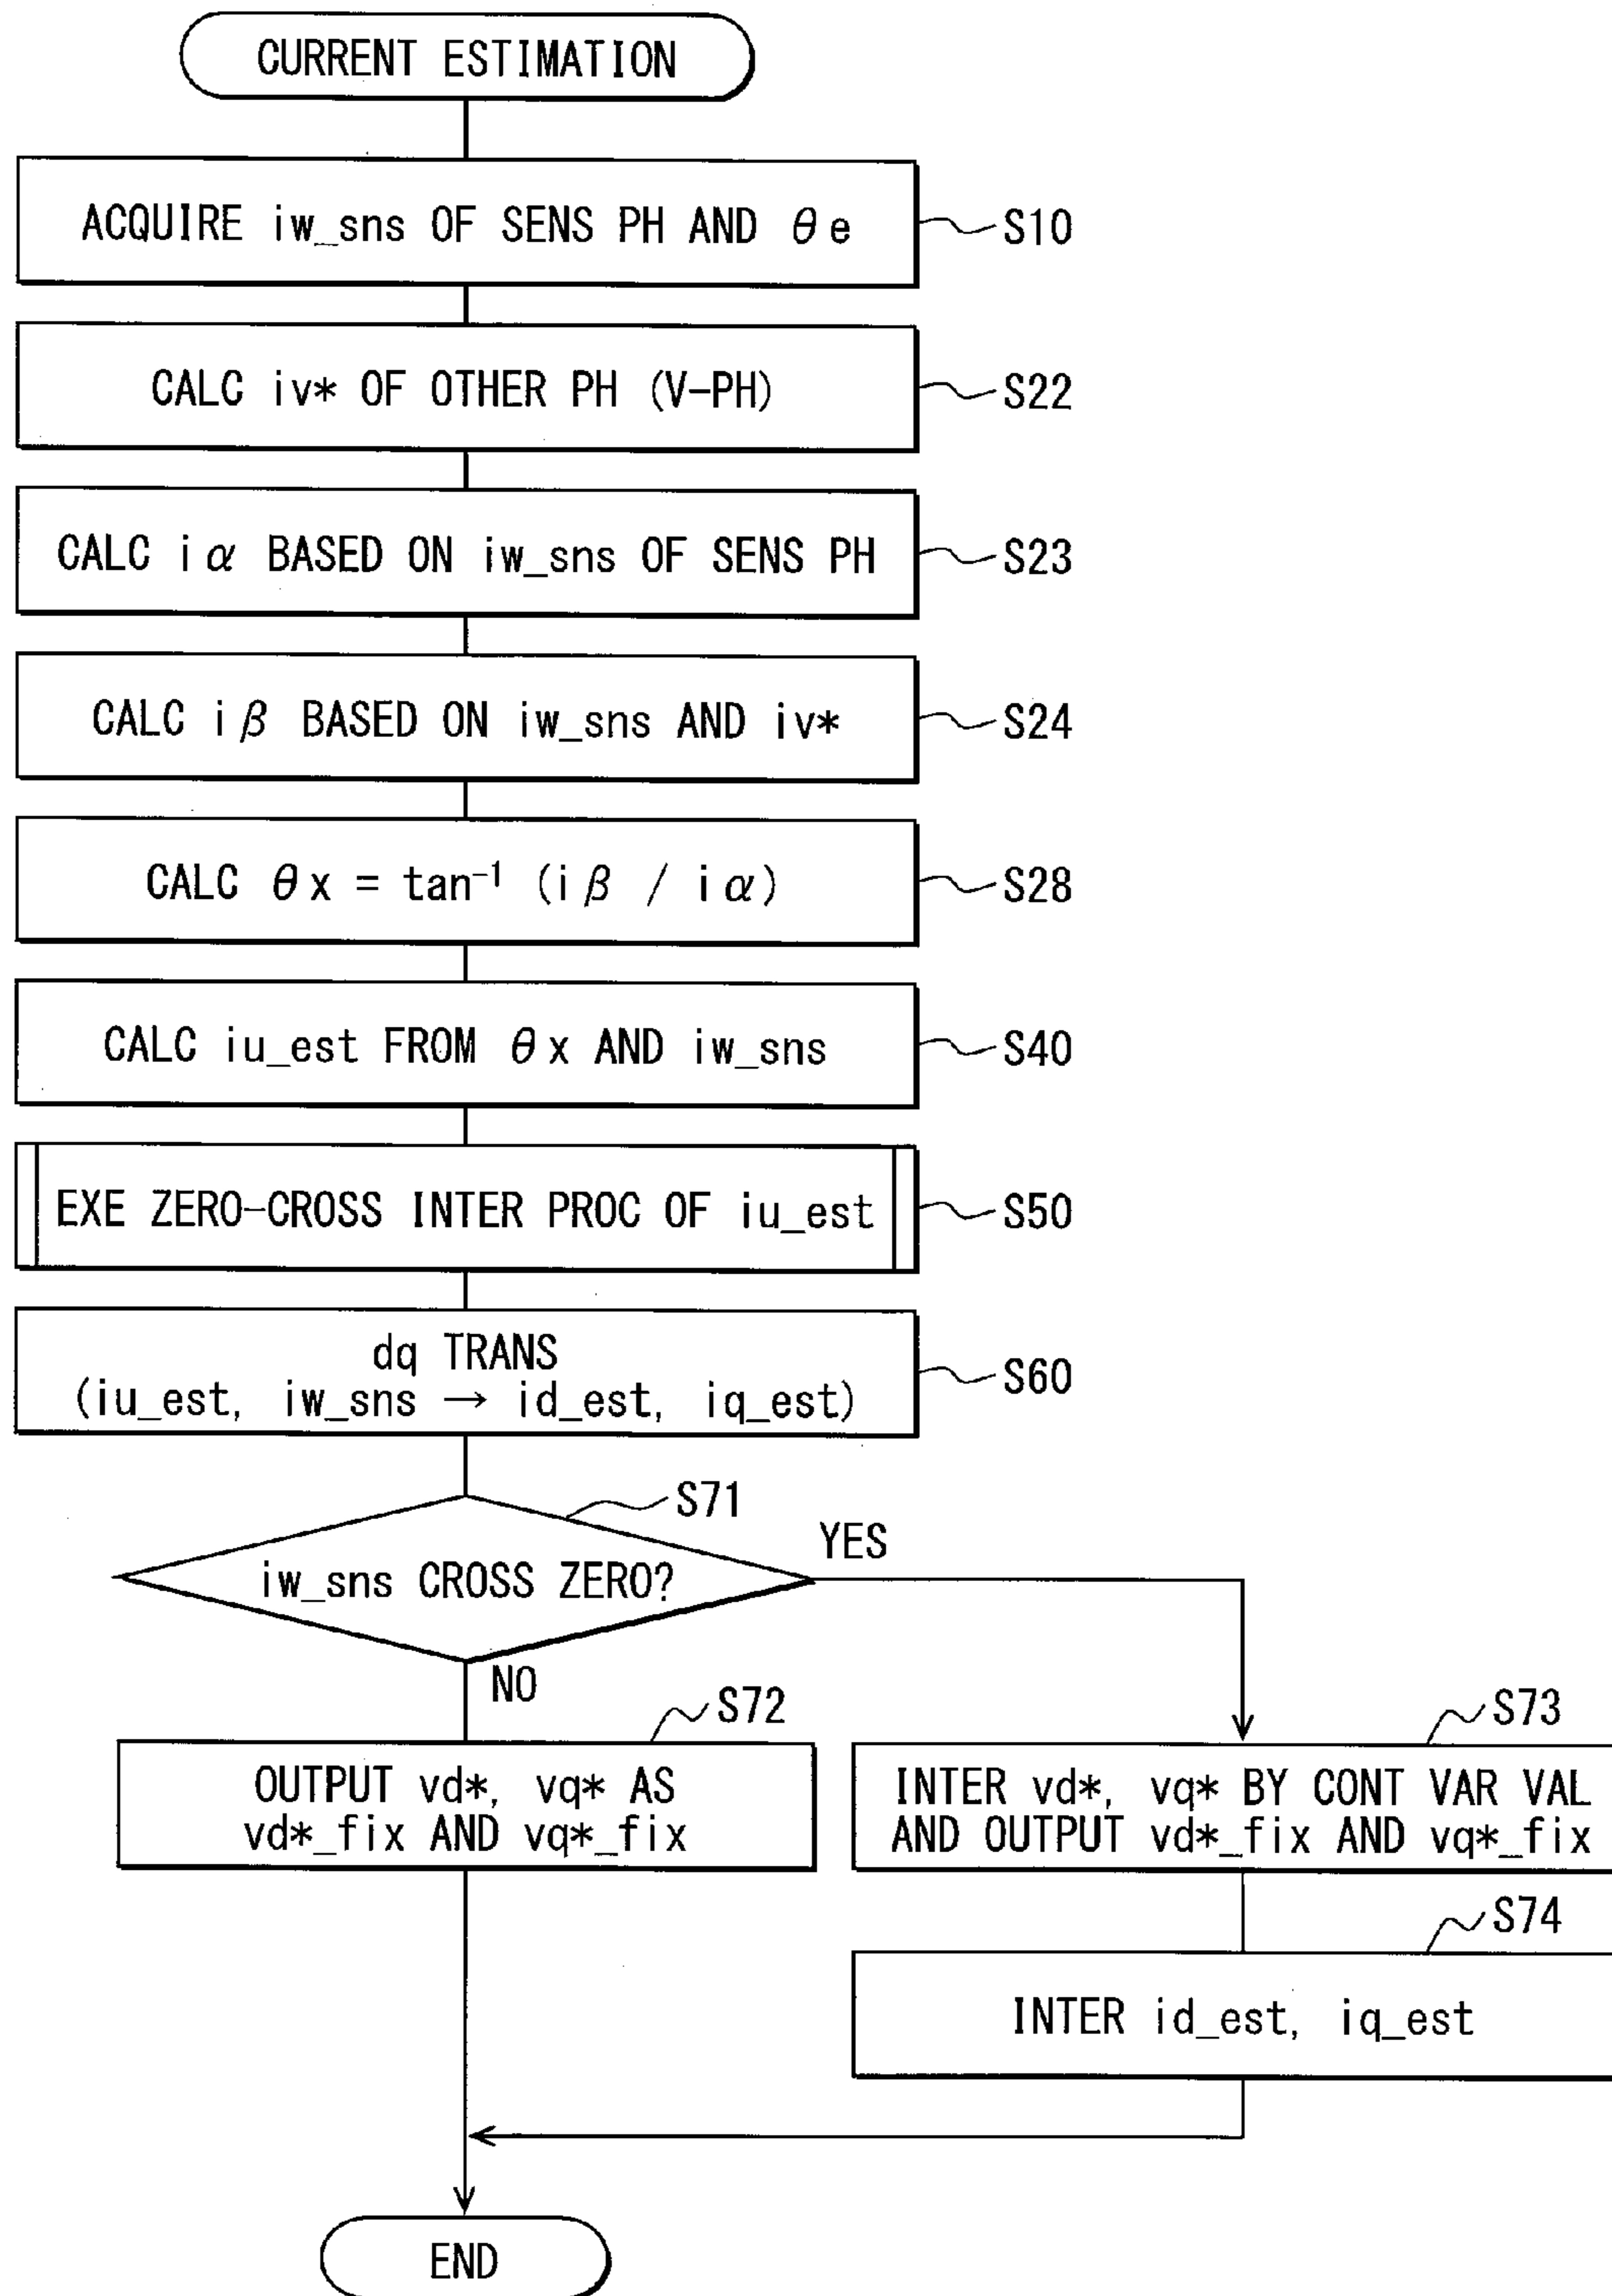 CURRENT ESTIMATION
ACQUIRE iw_sns OF SENS PH AND θe
S10
CALC iv* OF OTHER PH (V-PH)
S22
CALC iα BASED ON iw_sns OF SENS PH
S23
CALC iβ BASED ON iw_sns AND iv*
S24
CALC θx = tan⁻¹ (iβ / iα)
S28
CALC iu_est FROM θx AND iw_sns
S40
EXE ZERO-CROSS INTER PROC OF iu_est
S50
dq TRANS
(iu_est, iw_sns → id_est, iq_est)
S60
S71
iw_sns CROSS ZERO?
YES
NO
S72
OUTPUT vd*, vq* AS
vd*_fix AND vq*_fix
S73
INTER vd*, vq* BY CONT VAR VAL
AND OUTPUT vd*_fix AND vq*_fix
S74
INTER id_est, iq_est
END